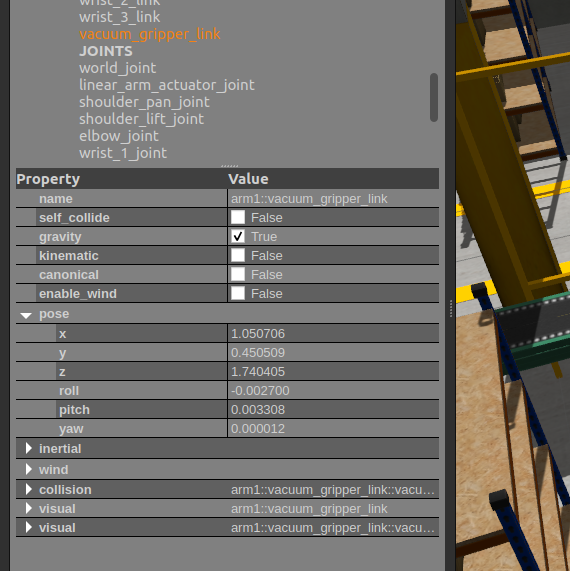 wrist_2_link
wrist_3_link
vacuum_gripper_link
JOINTS
world_joint
linear_arm_actuator_joint
shoulder_pan_joint
shoulder_lift_joint
elbow_joint
wrist_1_joint
Property Value
name arm1::vacuum_gripper_link
self_collide False
gravity True
kinematic False
canonical False
enable_wind False
pose
x 1.050706
y 0.450509
z 1.740405
roll -0.002700
pitch 0.003308
yaw 0.000012
inertial
wind
collision arm1::vacuum_gripper_link::vacu...
visual arm1::vacuum_gripper_link
visual arm1::vacuum_gripper_link::vacu...